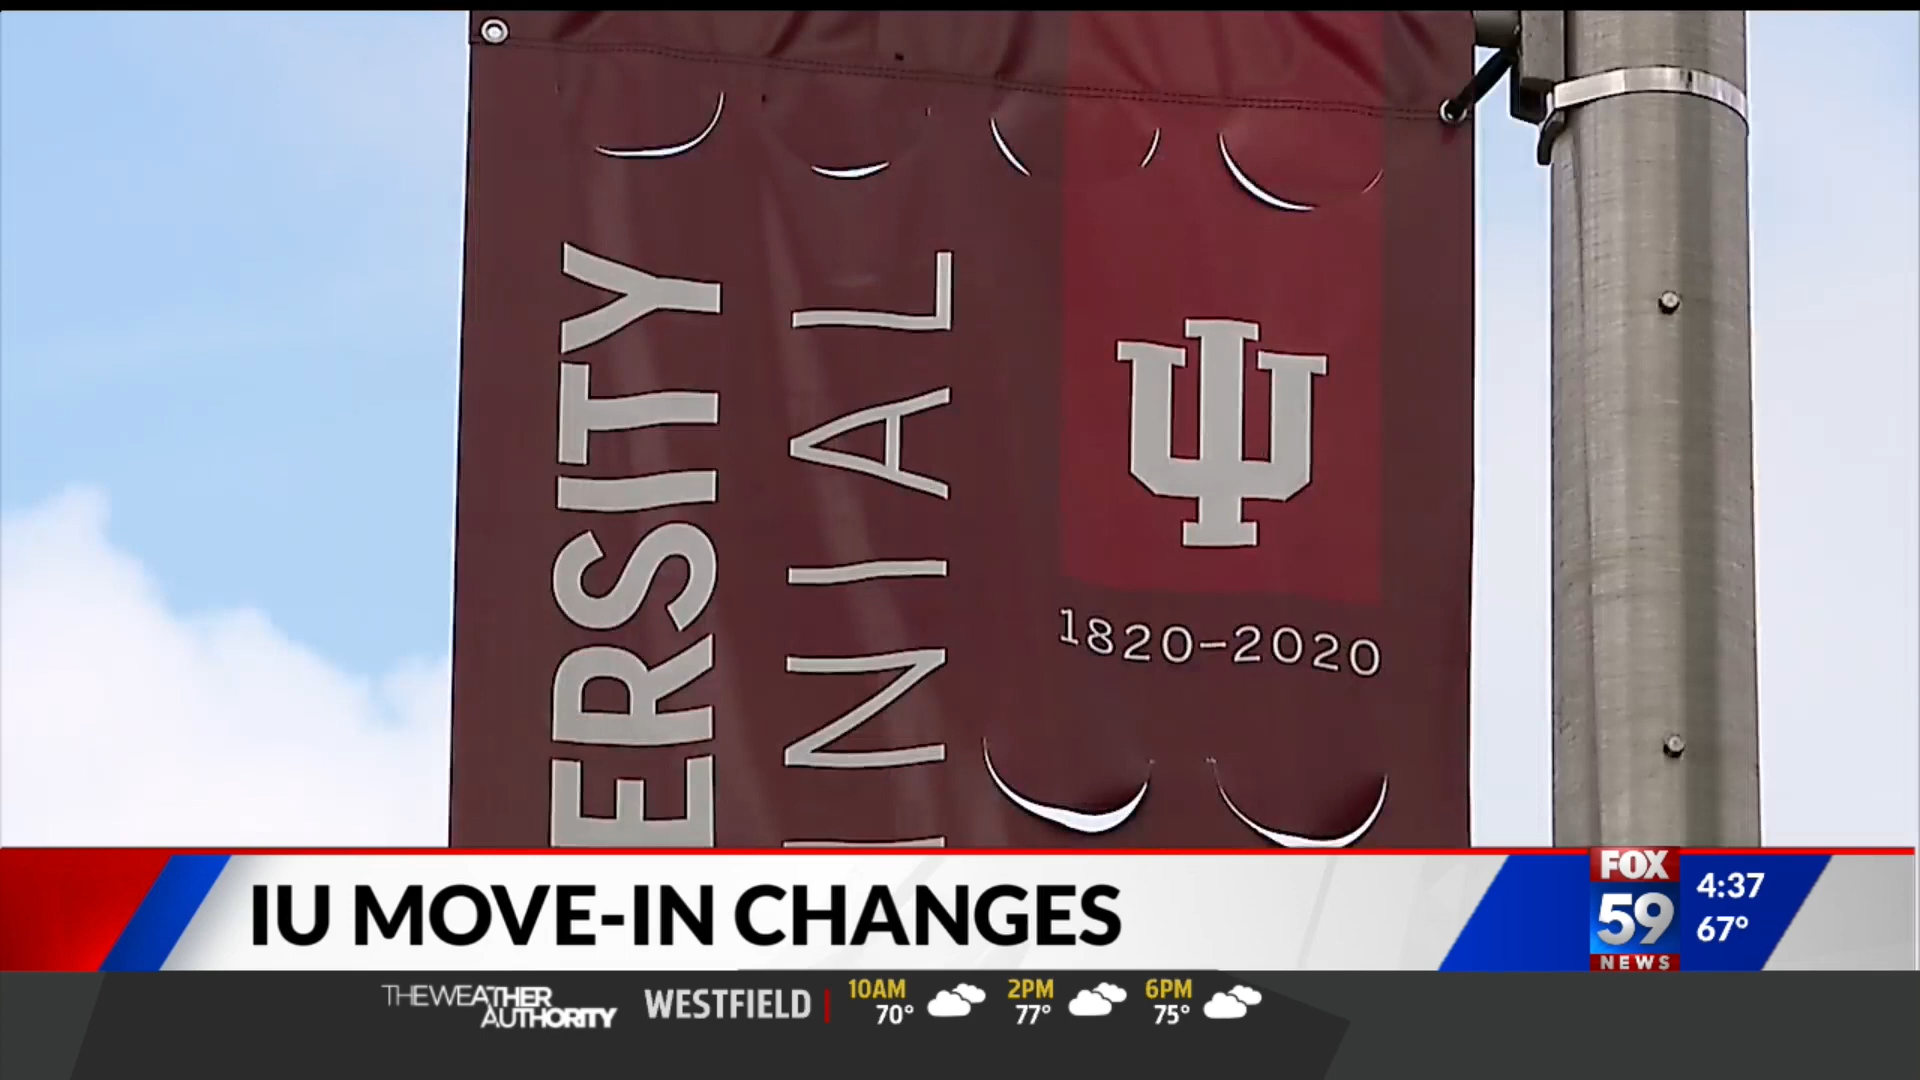 ERSITY
NIAL
IU
1820-2020
IU MOVE-IN CHANGES
FOX
59
NEWS
4:37
67°
THE WEATHER
AUTHORITY
WESTFIELD
10AM
70°
2PM
77°
6PM
75°